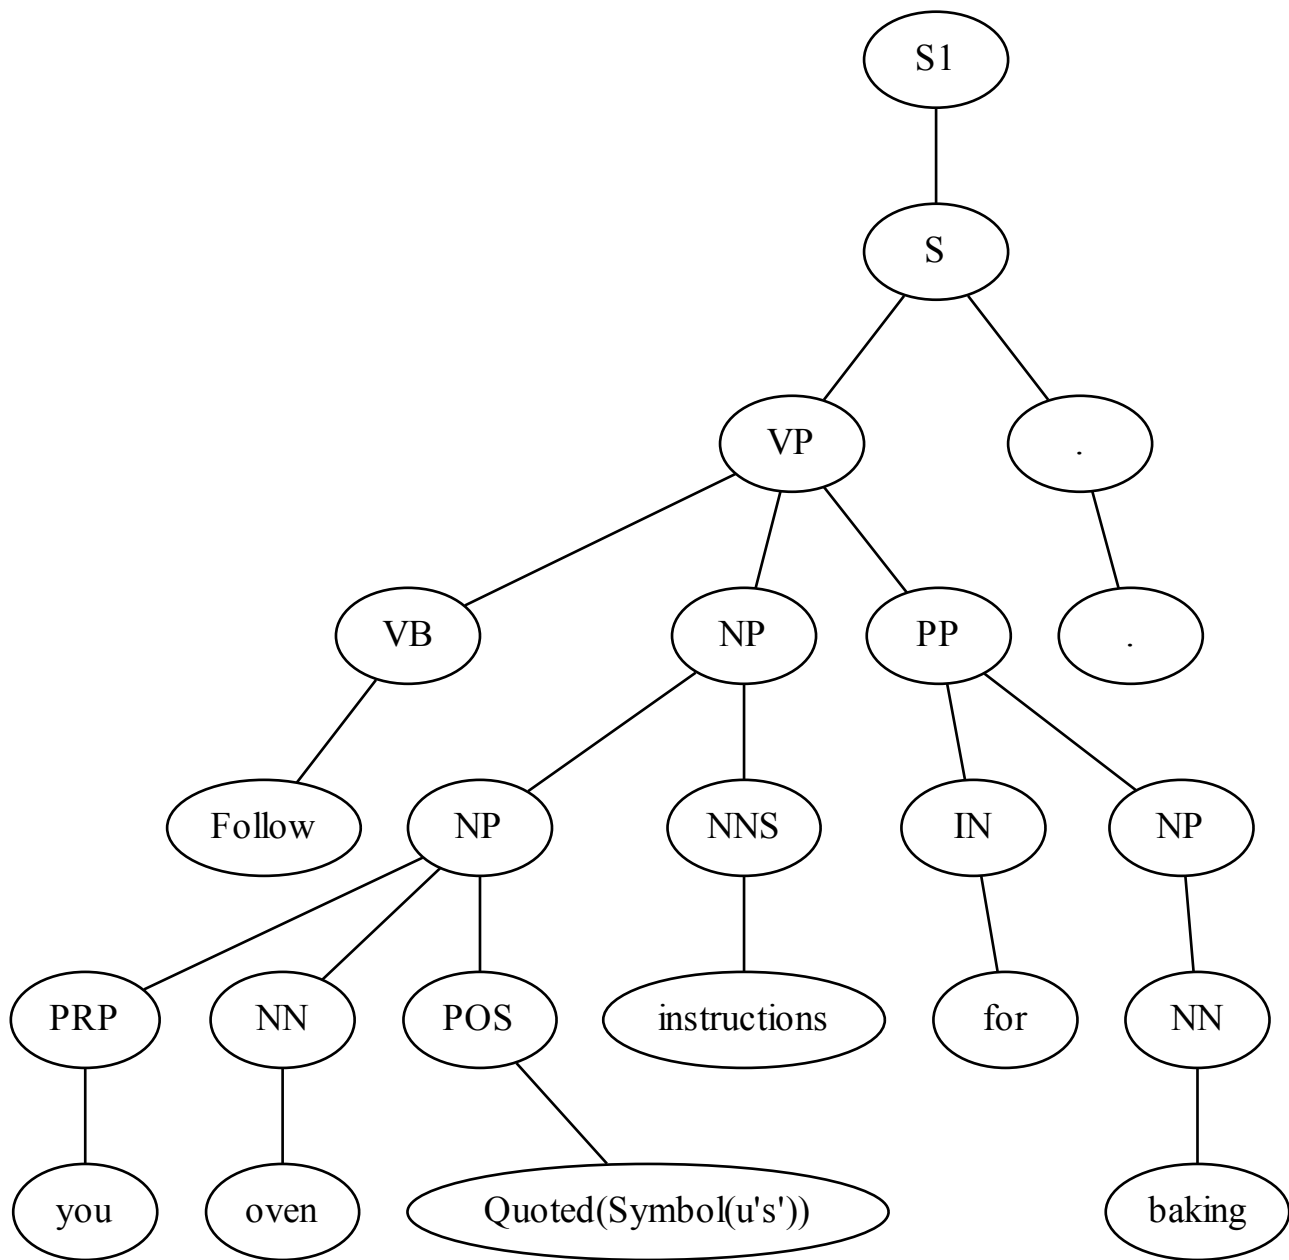 S1
S
VP .
VB NP PP .
Follow NP NNS IN NP
PRP NN POS instructions for NN
you oven Quoted(Symbol(u's')) baking